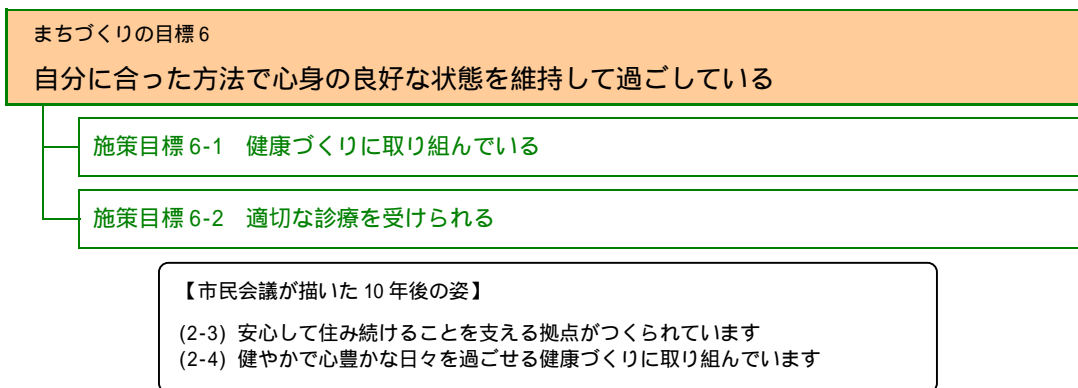 まちづくりの目標 6
自分に合った方法で心身の良好な状態を維持して過ごしている
施策目標 6-1　健康づくりに取り組んでいる
施策目標 6-2　適切な診療を受けられる
【市民会議が描いた 10 年後の姿】
(2-3) 安心して住み続けることを支える拠点がつくられています
(2-4) 健やかで心豊かな日々を過ごせる健康づくりに取り組んでいます